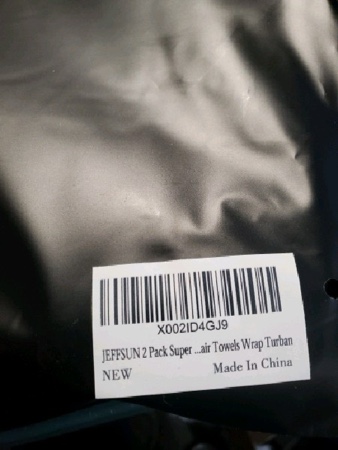 X002ID4GJ9
JEFFSUN 2 Pack Super ...air Towels Wrap Turban
NEW Made In China